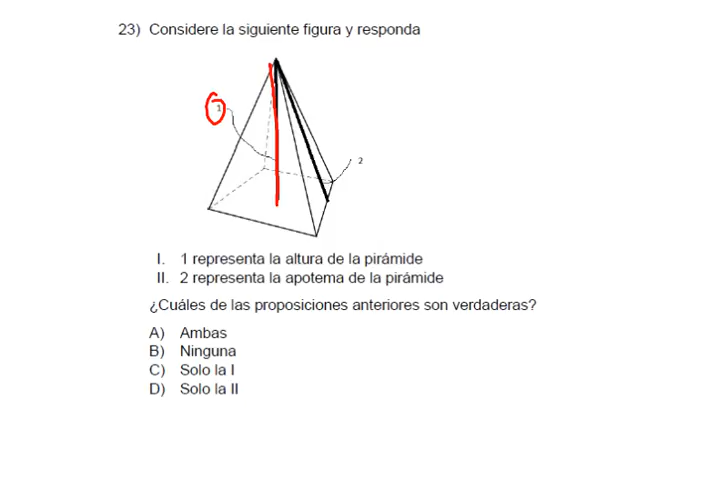 23) Considere la siguiente figura y responda
1
2
I. 1 representa la altura de la pirámide
II. 2 representa la apotema de la pirámide
¿Cuáles de las proposiciones anteriores son verdaderas?
A) Ambas
B) Ninguna
C) Solo la I
D) Solo la II